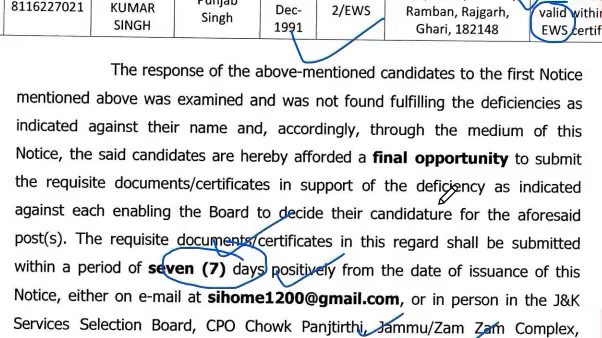 8116227021 KUMAR SINGH Punjab Singh Dec-1991 2/EWS Ramban, Rajgarh, Ghari, 182148 valid within EWS certif
The response of the above-mentioned candidates to the first Notice
mentioned above was examined and was not found fulfilling the deficiencies as
indicated against their name and, accordingly, through the medium of this
Notice, the said candidates are hereby afforded a final opportunity to submit
the requisite documents/certificates in support of the deficiency as indicated
against each enabling the Board to decide their candidature for the aforesaid
post(s). The requisite documents/certificates in this regard shall be submitted
within a period of seven (7) days positively from the date of issuance of this
Notice, either on e-mail at sihome1200@gmail.com, or in person in the J&K
Services Selection Board, CPO Chowk Panjtirthi, Jammu/Zam Zam Complex,